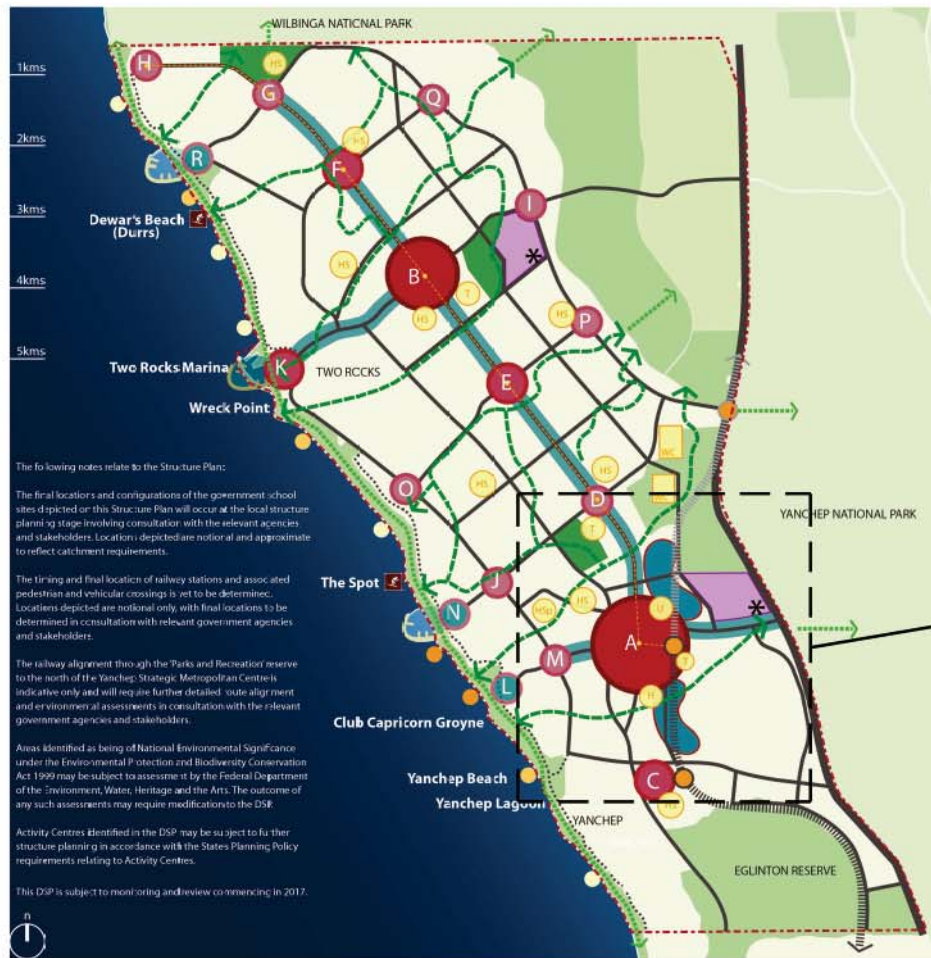 WILBINGA NATIONAL PARK
H
HS
1kms
G
Q
2kms
HS
F
R
I
3kms
Dewar's Beach
(Durrs)
HS
B
*
4kms
T
HS
HS
P
5kms
Two Rocks Marina
K
TWO ROCKS
E
Wreck Point
WC
The following notes relate to the Structure Plan:
HS
HS
O
D
The final locations and configurations of the government school
sites depicted on this Structure Plan will occur at the local structure
planning stage involving consultation with the relevant agencies
and stakeholders. Locations depicted are notional and approximate
to reflect catchment requirements.
YANCHEP NATIONAL PARK
T
The timing and final location of railway stations and associated
pedestrian and vehicular crossings is yet to be determined.
Locations depicted are notional only, with final locations to be
determined in consultation with relevant government agencies
and stakeholders.
The Spot
J
HS
HSp
N
U
*
A
T
M
The railway alignment through the 'Parks and Recreation' reserve
to the north of the Yanchep Strategic Metropolitan Centre is
indicative only and will require further detailed route alignment
and environmental assessments in consultation with the relevant
government agencies and stakeholders.
L
H
Club Capricorn Groyne
Areas identified as being of National Environmental Significance
under the Environmental Protection and Biodiversity Conservation
Act 1999 may be subject to assessment by the Federal Department
of the Environment, Water, Heritage and the Arts. The outcome of
any such assessments may require modification to the DSP.
Yanchep Beach
Yanchep Lagoon
C
HS
YANCHEP
Activity Centres identified in the DSP may be subject to further
structure planning in accordance with the States Planning Policy
requirements relating to Activity Centres.
EGLINTON RESERVE
This DSP is subject to monitoring and review commencing in 2017.
n